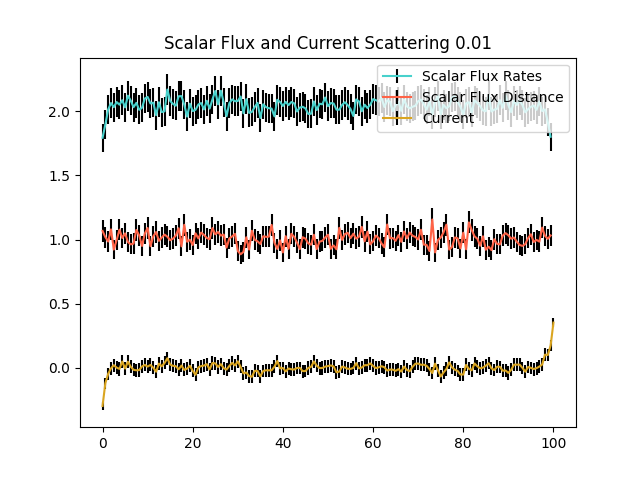 Scalar Flux and Current Scattering 0.01
Scalar Flux Rates
Scalar Flux Distance
Current
2.0
1.5
1.0
0.5
0.0
0 20 40 60 80 100